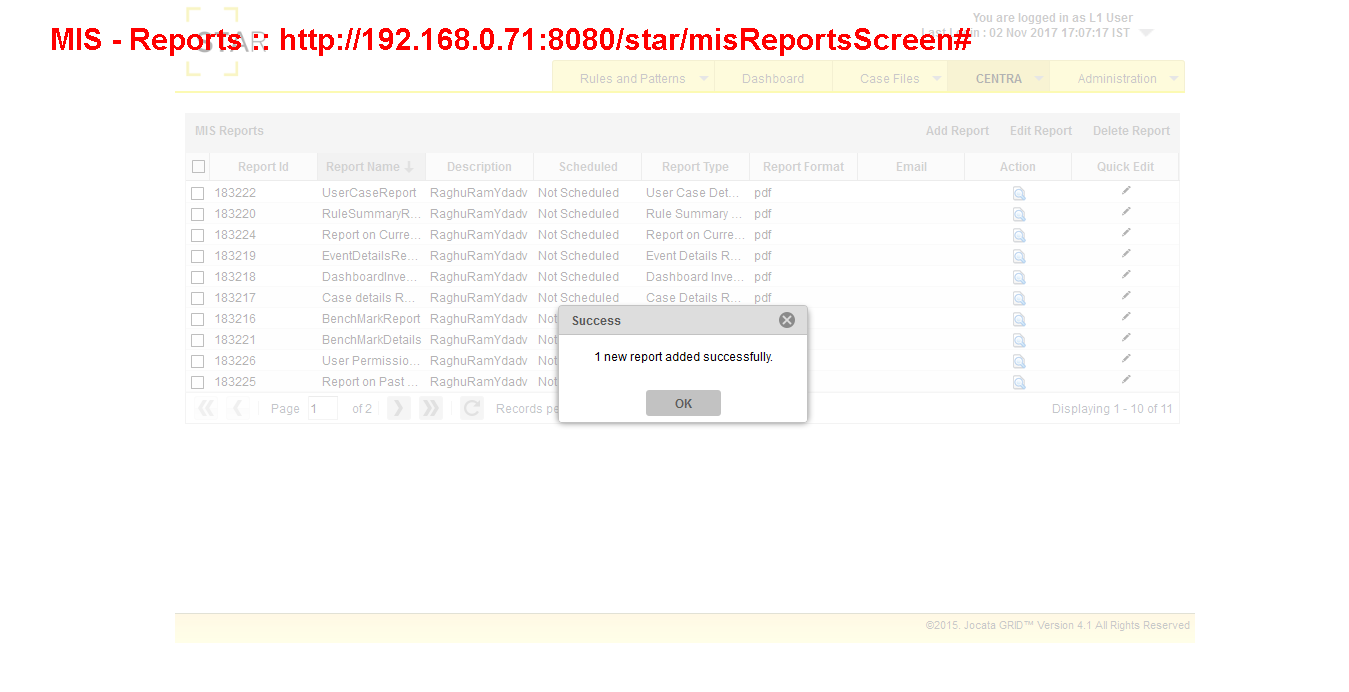 You are logged in as L1 User
MIS - Reports :: http://192.168.0.71:8080/star/misReportsScreen#
STAR
Last Login : 02 Nov 2017 17:07:17 IST
Rules and Patterns Dashboard Case Files CENTRA Administration
MIS Reports Add Report Edit Report Delete Report
Report Id Report Name Description Scheduled Report Type Report Format Email Action Quick Edit
183222 UserCaseReport RaghuRamYdadv Not Scheduled User Case Det... pdf
183220 RuleSummaryR... RaghuRamYdadv Not Scheduled Rule Summary ... pdf
183224 Report on Curre... RaghuRamYdadv Not Scheduled Report on Curre... pdf
183219 EventDetailsRe... RaghuRamYdadv Not Scheduled Event Details R... pdf
183218 DashboardInve... RaghuRamYdadv Not Scheduled Dashboard Inve... pdf
183217 Case details R... RaghuRamYdadv Not Scheduled Case Details R... pdf
183216 BenchMarkReport RaghuRamYdadv Not
183221 BenchMarkDetails RaghuRamYdadv Not
183226 User Permissio... RaghuRamYdadv Not
183225 Report on Past ... RaghuRamYdadv Not
Success
1 new report added successfully.
OK
Page 1 of 2 Records pe Displaying 1 - 10 of 11
©2015. Jocata GRID™ Version 4.1 All Rights Reserved